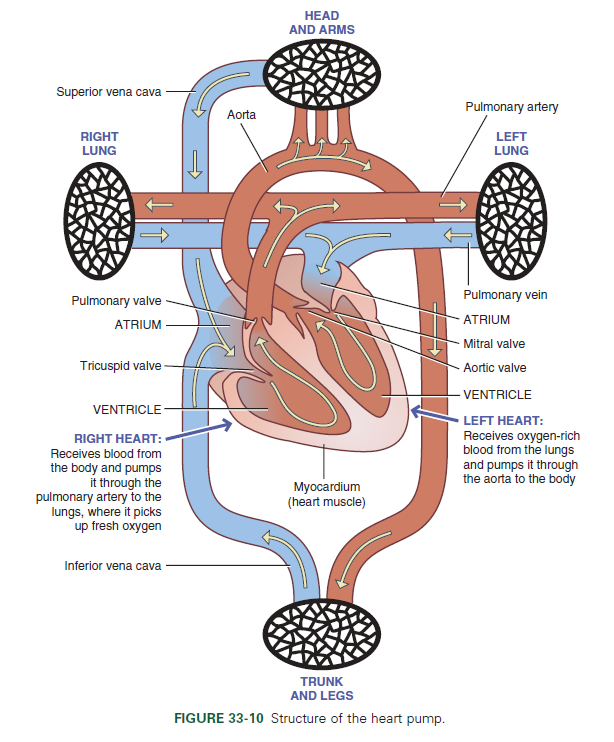 HEAD
AND ARMS
Superior vena cava
Aorta
Pulmonary artery
RIGHT
LUNG
LEFT
LUNG
Pulmonary valve
ATRIUM
Tricuspid valve
VENTRICLE
RIGHT HEART:
Receives blood from
the body and pumps
it through the
pulmonary artery to the
lungs, where it picks
up fresh oxygen
Pulmonary vein
ATRIUM
Mitral valve
Aortic valve
VENTRICLE
LEFT HEART:
Receives oxygen-rich
blood from the lungs
and pumps it through
the aorta to the body
Myocardium
(heart muscle)
Inferior vena cava
TRUNK
AND LEGS
FIGURE 33-10 Structure of the heart pump.